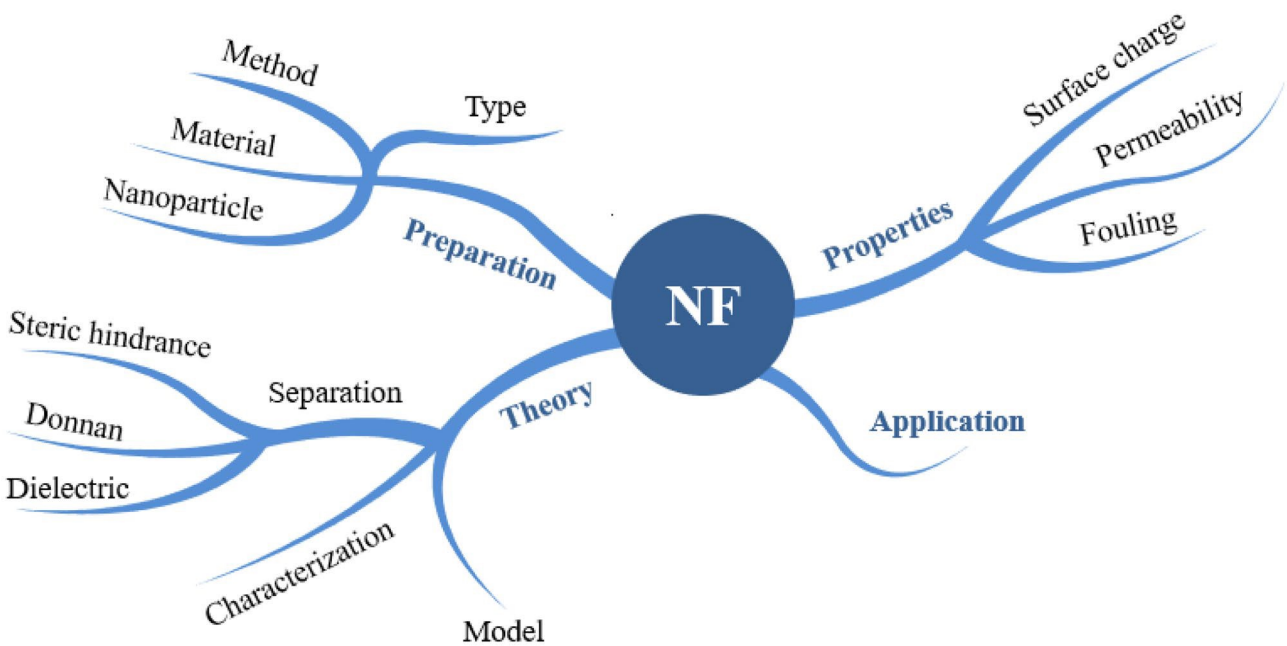 Method
Type
Material
Nanoparticle
Preparation
NF
Properties
Surface charge
Permeability
Fouling
Steric hindrance
Donnan
Dielectric
Separation
Theory
Characterization
Model
Application